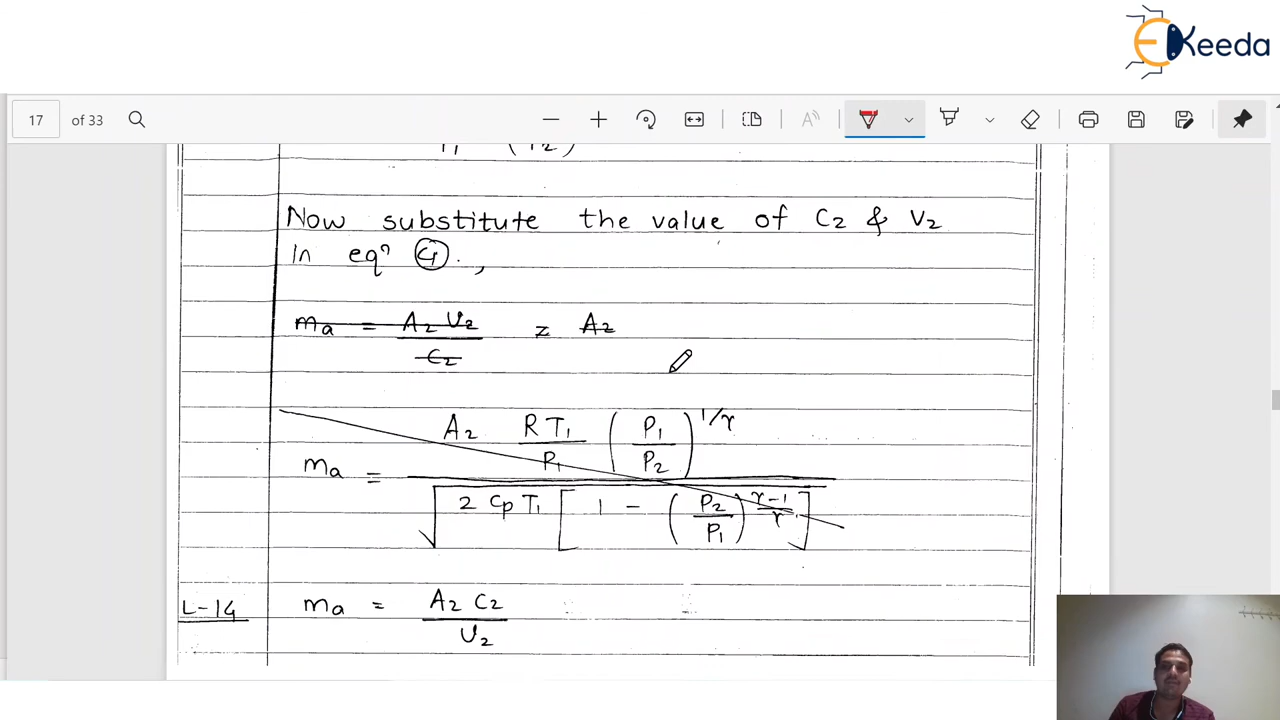 EKeeda
17 of 33
Now substitute the value of C2 & V2
In eqn G.,
ma = A2 V2 / C2 = A2
ma = A2 RT1/P1 (P1/P2)^1/r / √2 Cp T1 [1 - (P2/P1)^r-1/r]
L-14 ma = A2 C2 / V2